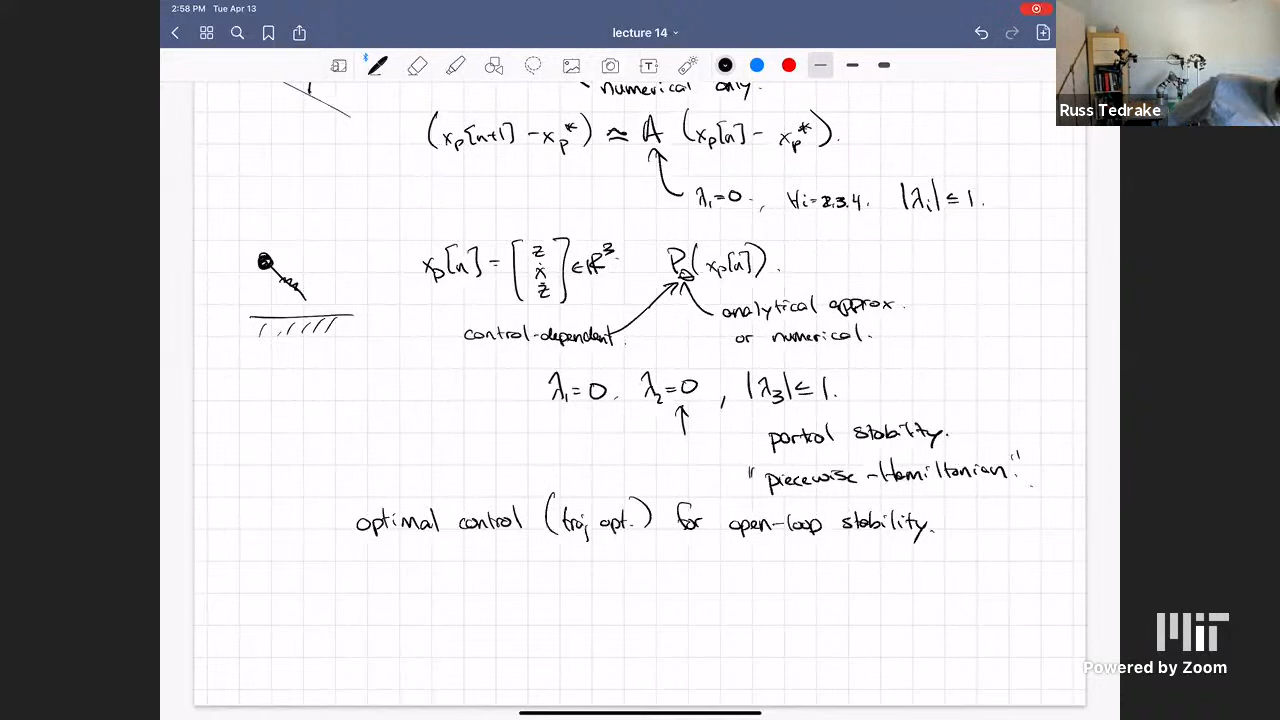 2:58 PM Tue Apr 13
lecture 14
Russ Tedrake
numerical only.
(xₚ[n+1] - xₚ*) ≈ A (xₚ[n] - xₚ*).
λ₁=0, ∀i=2,3,4. |λᵢ| ≤ 1.
xₚ[n] = [z ẋ ż] ∈ ℝ³ P(xₚ[n]).
analytical approx.
control-dependent. or numerical.
λ₁=0. λ₂=0, |λ₃| ≤ 1.
partial stability.
"piecewise-Hamiltonian".
optimal control (traj opt.) for open-loop stability.
MIT
Powered by Zoom